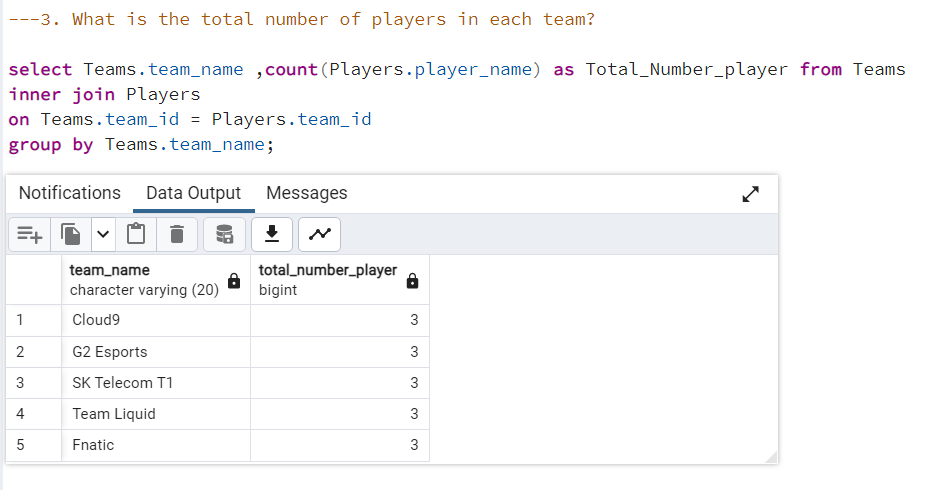 ---3. What is the total number of players in each team?
select Teams.team_name ,count(Players.player_name) as Total_Number_player from Teams
inner join Players
on Teams.team_id = Players.team_id
group by Teams.team_name;
Notifications Data Output Messages
team_name total_number_player
character varying (20) bigint
1 Cloud9 3
2 G2 Esports 3
3 SK Telecom T1 3
4 Team Liquid 3
5 Fnatic 3